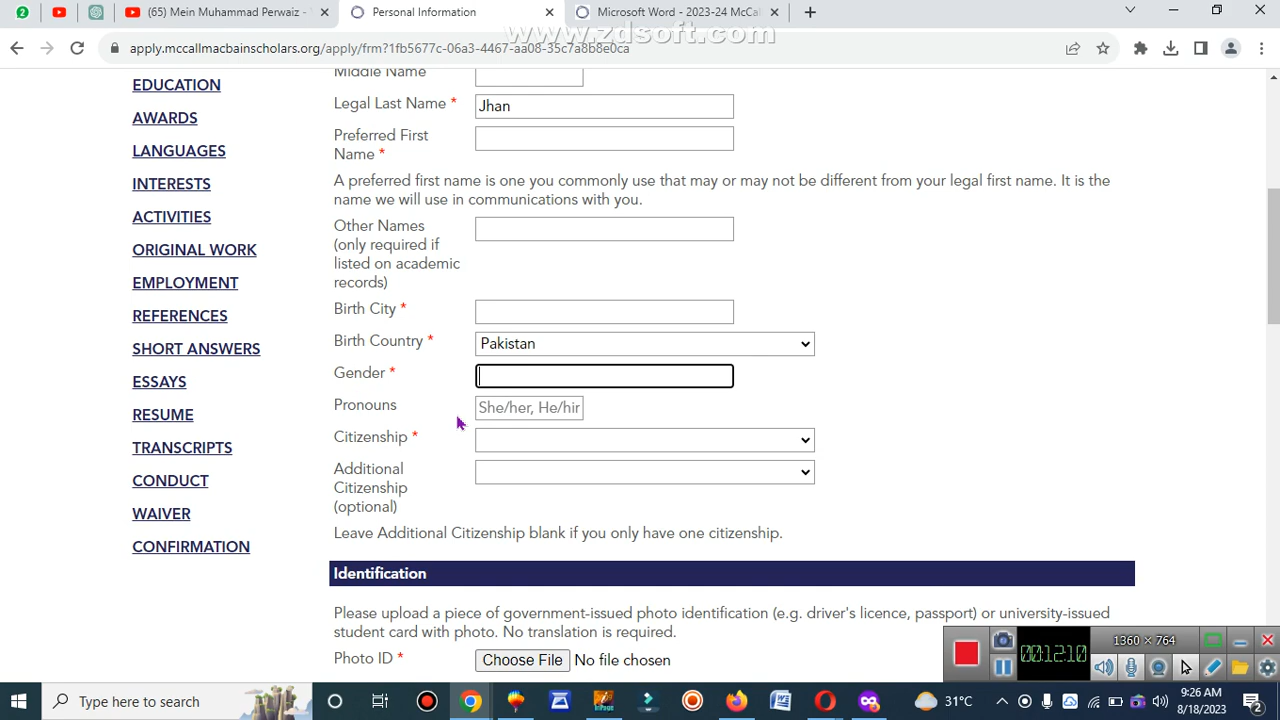 2
(65) Mein Muhammad Perwaiz -
Personal Information
Microsoft Word - 2023-24 McCal
www.zdsoft.com
apply.mccallmacbainscholars.org/apply/frm?1fb5677c-06a3-4467-aa08-35c7a8b8e0ca
EDUCATION
AWARDS
LANGUAGES
INTERESTS
ACTIVITIES
ORIGINAL WORK
EMPLOYMENT
REFERENCES
SHORT ANSWERS
ESSAYS
RESUME
TRANSCRIPTS
CONDUCT
WAIVER
CONFIRMATION
Middle Name
Legal Last Name * Jhan
Preferred First
Name *
A preferred first name is one you commonly use that may or may not be different from your legal first name. It is the
name we will use in communications with you.
Other Names
(only required if
listed on academic
records)
Birth City *
Birth Country * Pakistan
Gender *
Pronouns She/her, He/hir
Citizenship *
Additional
Citizenship
(optional)
Leave Additional Citizenship blank if you only have one citizenship.
Identification
Please upload a piece of government-issued photo identification (e.g. driver's licence, passport) or university-issued
student card with photo. No translation is required.
Photo ID * Choose File No file chosen
1360 × 764
00:12:10
Type here to search
31°C
9:26 AM
8/18/2023
2